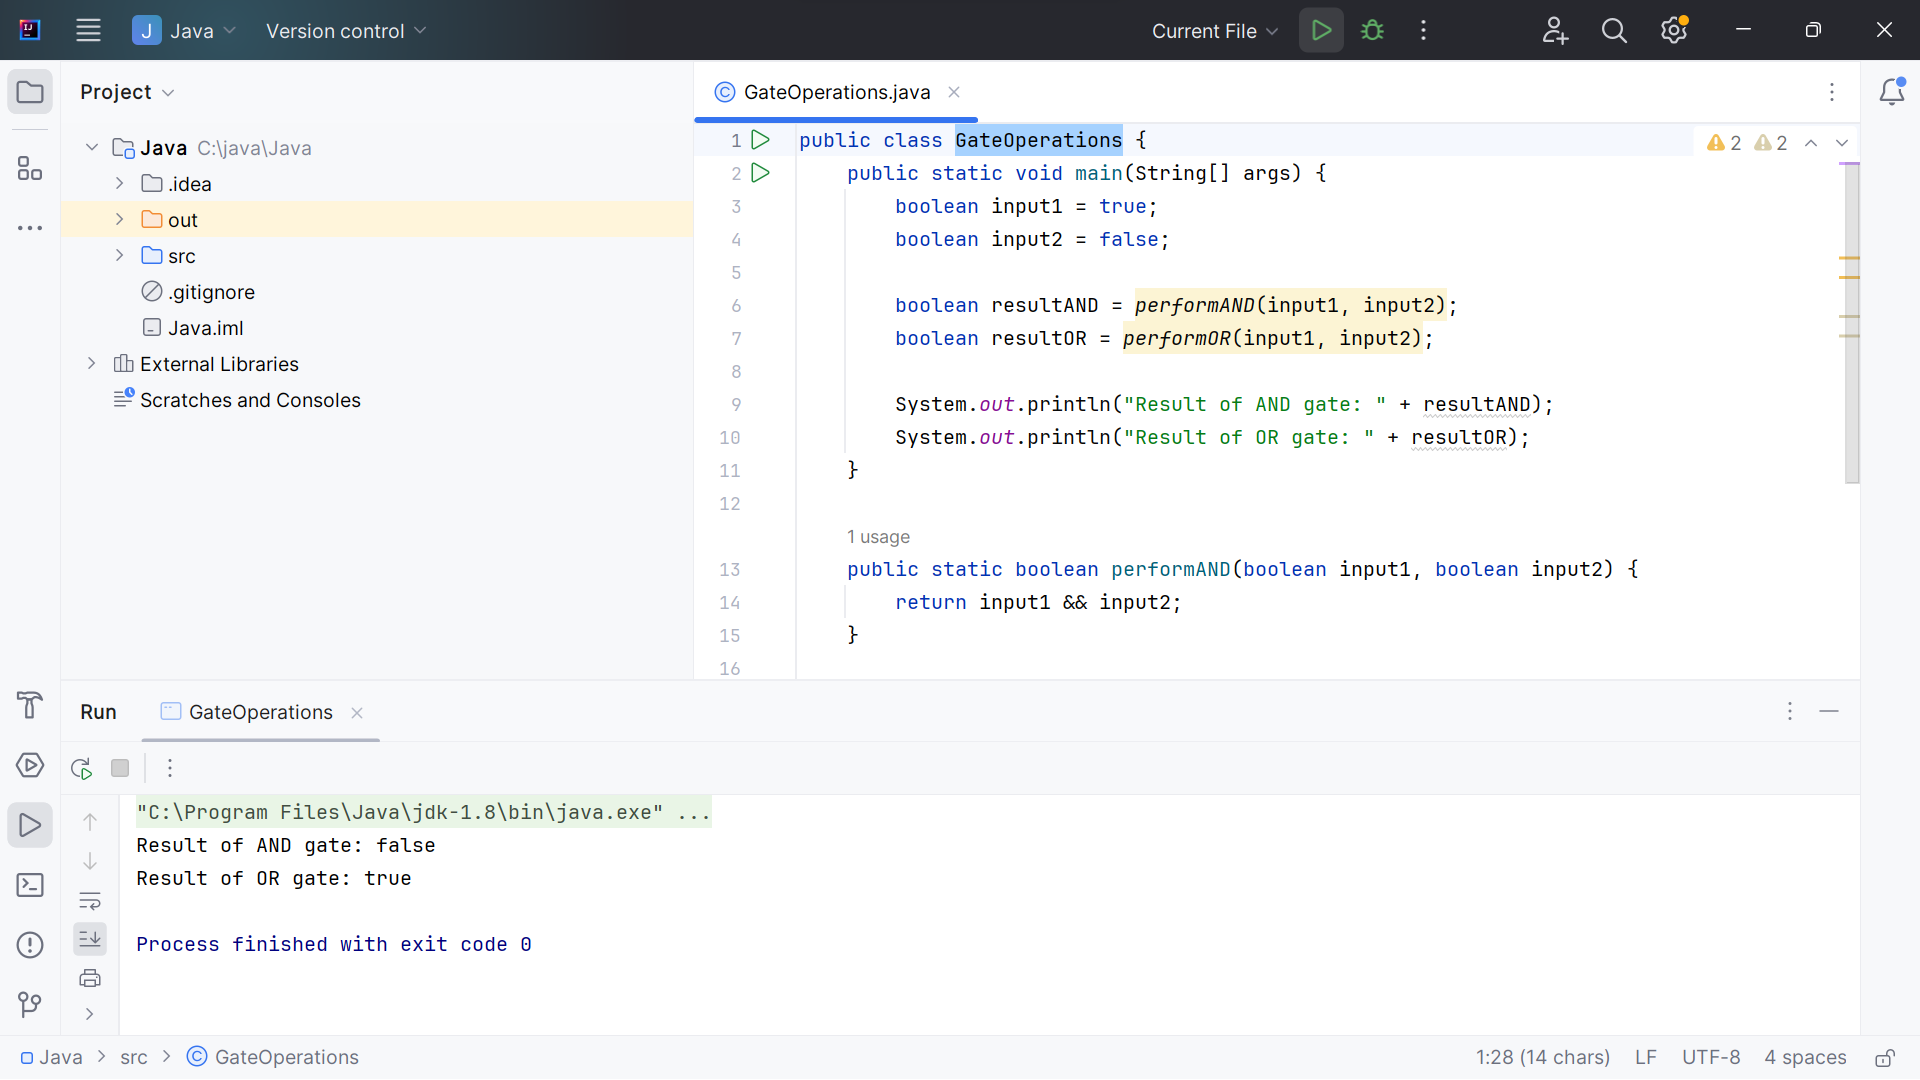 J Java Version control Current File
Project
Java C:\java\Java
.idea
out
src
.gitignore
Java.iml
External Libraries
Scratches and Consoles
GateOperations.java
2 2
1 public class GateOperations {
2 public static void main(String[] args) {
3 boolean input1 = true;
4 boolean input2 = false;
5
6 boolean resultAND = performAND(input1, input2);
7 boolean resultOR = performOR(input1, input2);
8
9 System.out.println("Result of AND gate: " + resultAND);
10 System.out.println("Result of OR gate: " + resultOR);
11 }
12
1 usage
13 public static boolean performAND(boolean input1, boolean input2) {
14 return input1 && input2;
15 }
16
Run GateOperations
"C:\Program Files\Java\jdk-1.8\bin\java.exe" ...
Result of AND gate: false
Result of OR gate: true
Process finished with exit code 0
Java > src > GateOperations 1:28 (14 chars) LF UTF-8 4 spaces